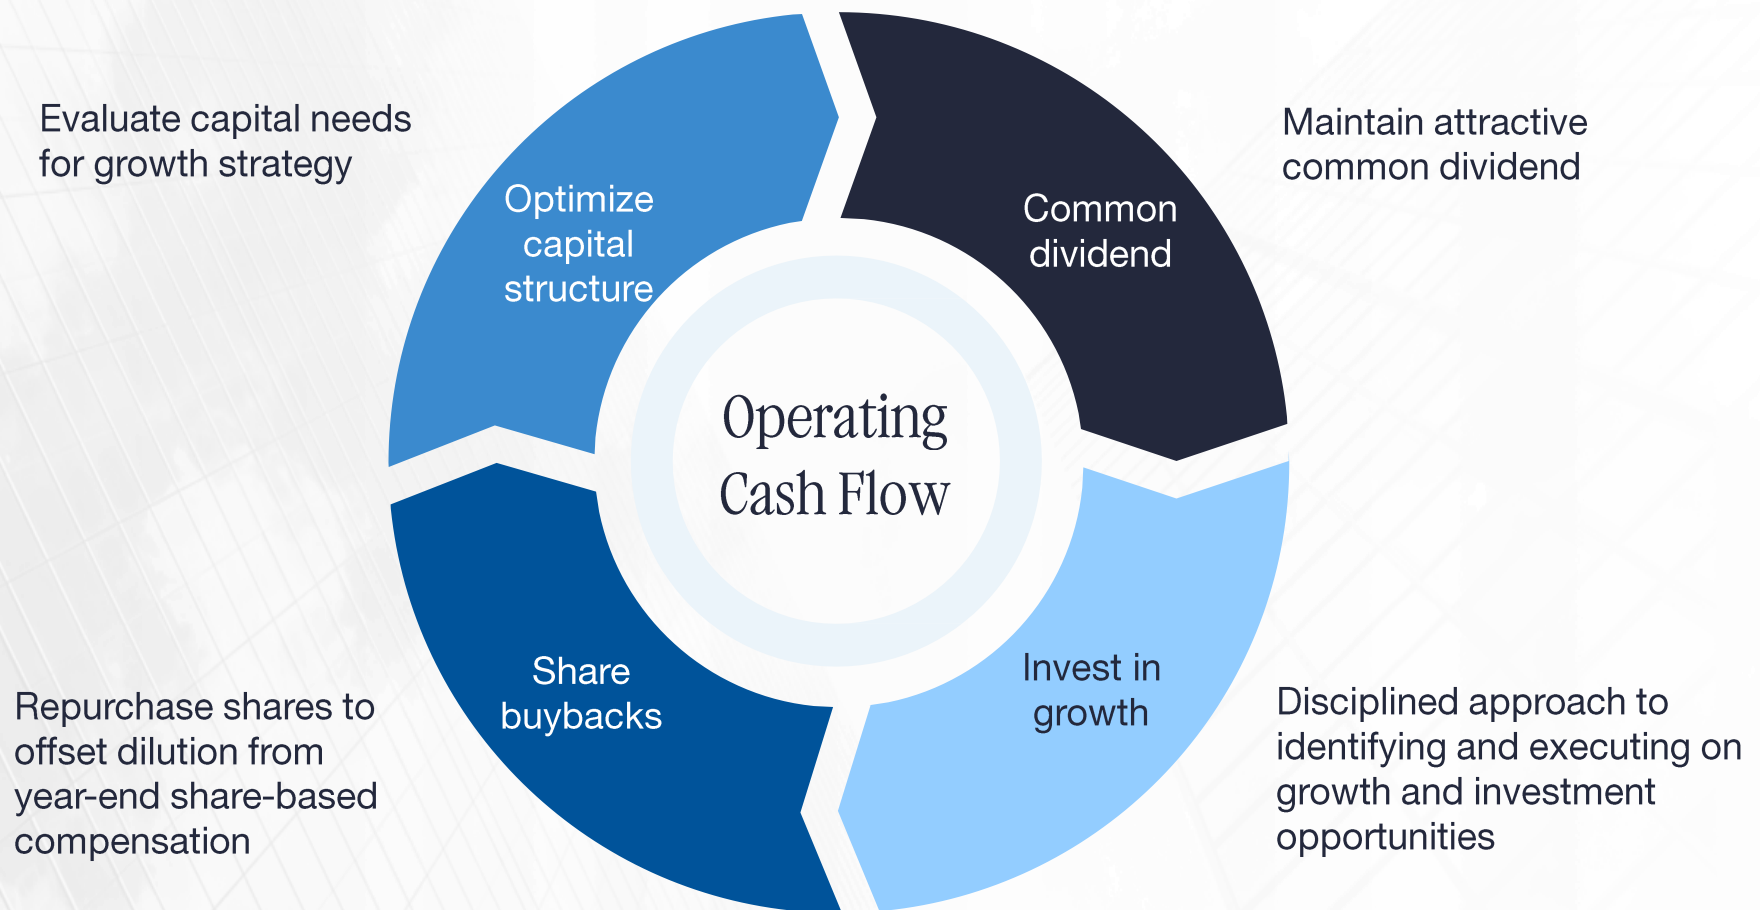 Evaluate capital needs
for growth strategy
Optimize
capital
structure
Common
dividend
Maintain attractive
common dividend
Operating
Cash Flow
Repurchase shares to
offset dilution from
year-end share-based
compensation
Share
buybacks
Invest in
growth
Disciplined approach to
identifying and executing on
growth and investment
opportunities